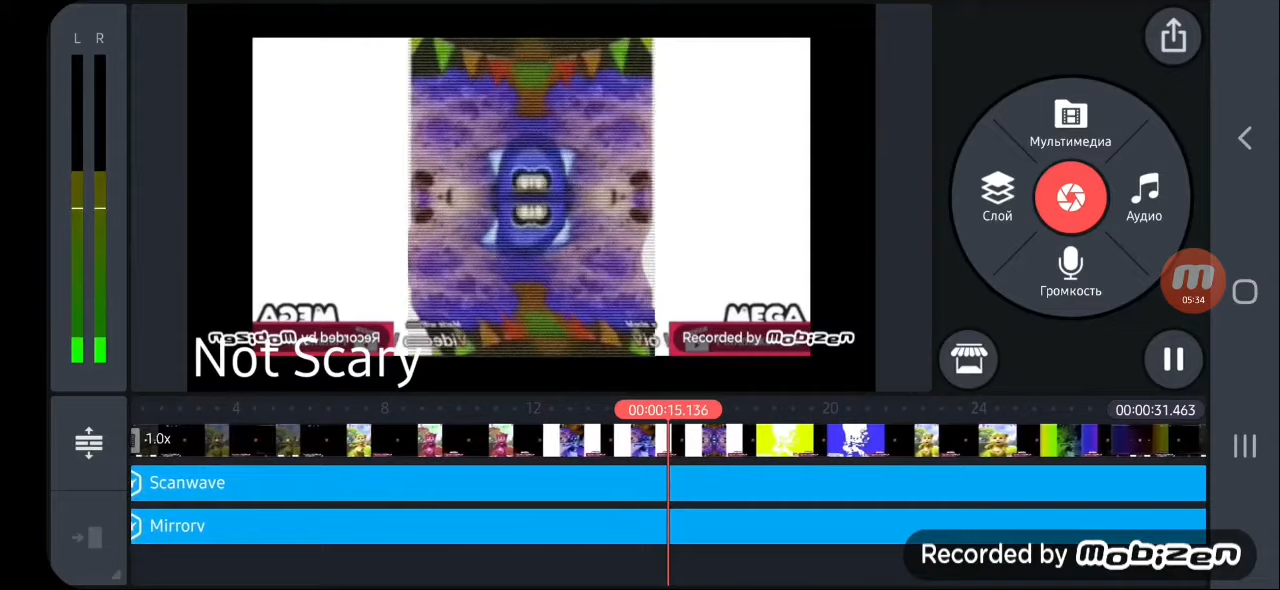 L R
Мультимедиа
Слой
Аудио
Громкость
05:34
MEGA
MEGA
Recorded by mobizen
Recorded by mobizen
Not Scary
4 8 12 00:00:15.136 20 24 00:00:31.463
-1.0x
Scanwave
Mirrorv
Recorded by mobizen